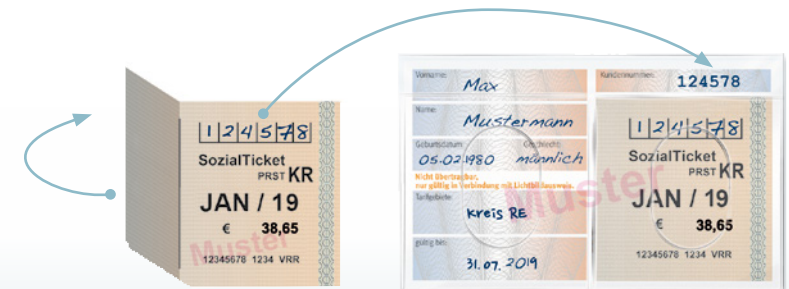 1 2 4 5 7 8
SozialTicket
PRST KR
JAN / 19
€ 38,65
Muster
12345678 1234 VRR
Vorname:
Max
Name:
Mustermann
Geburtsdatum: Geschlecht:
05.02.1980 männlich
Nicht übertragbar,
nur gültig in Verbindung mit Lichtbildausweis.
Tarifgebiete:
Kreis RE
gültig bis:
31.07.2019
Kundennummer:
124578
1 2 4 5 7 8
SozialTicket
PRST KR
JAN / 19
€ 38,65
12345678 1234 VRR
Muster